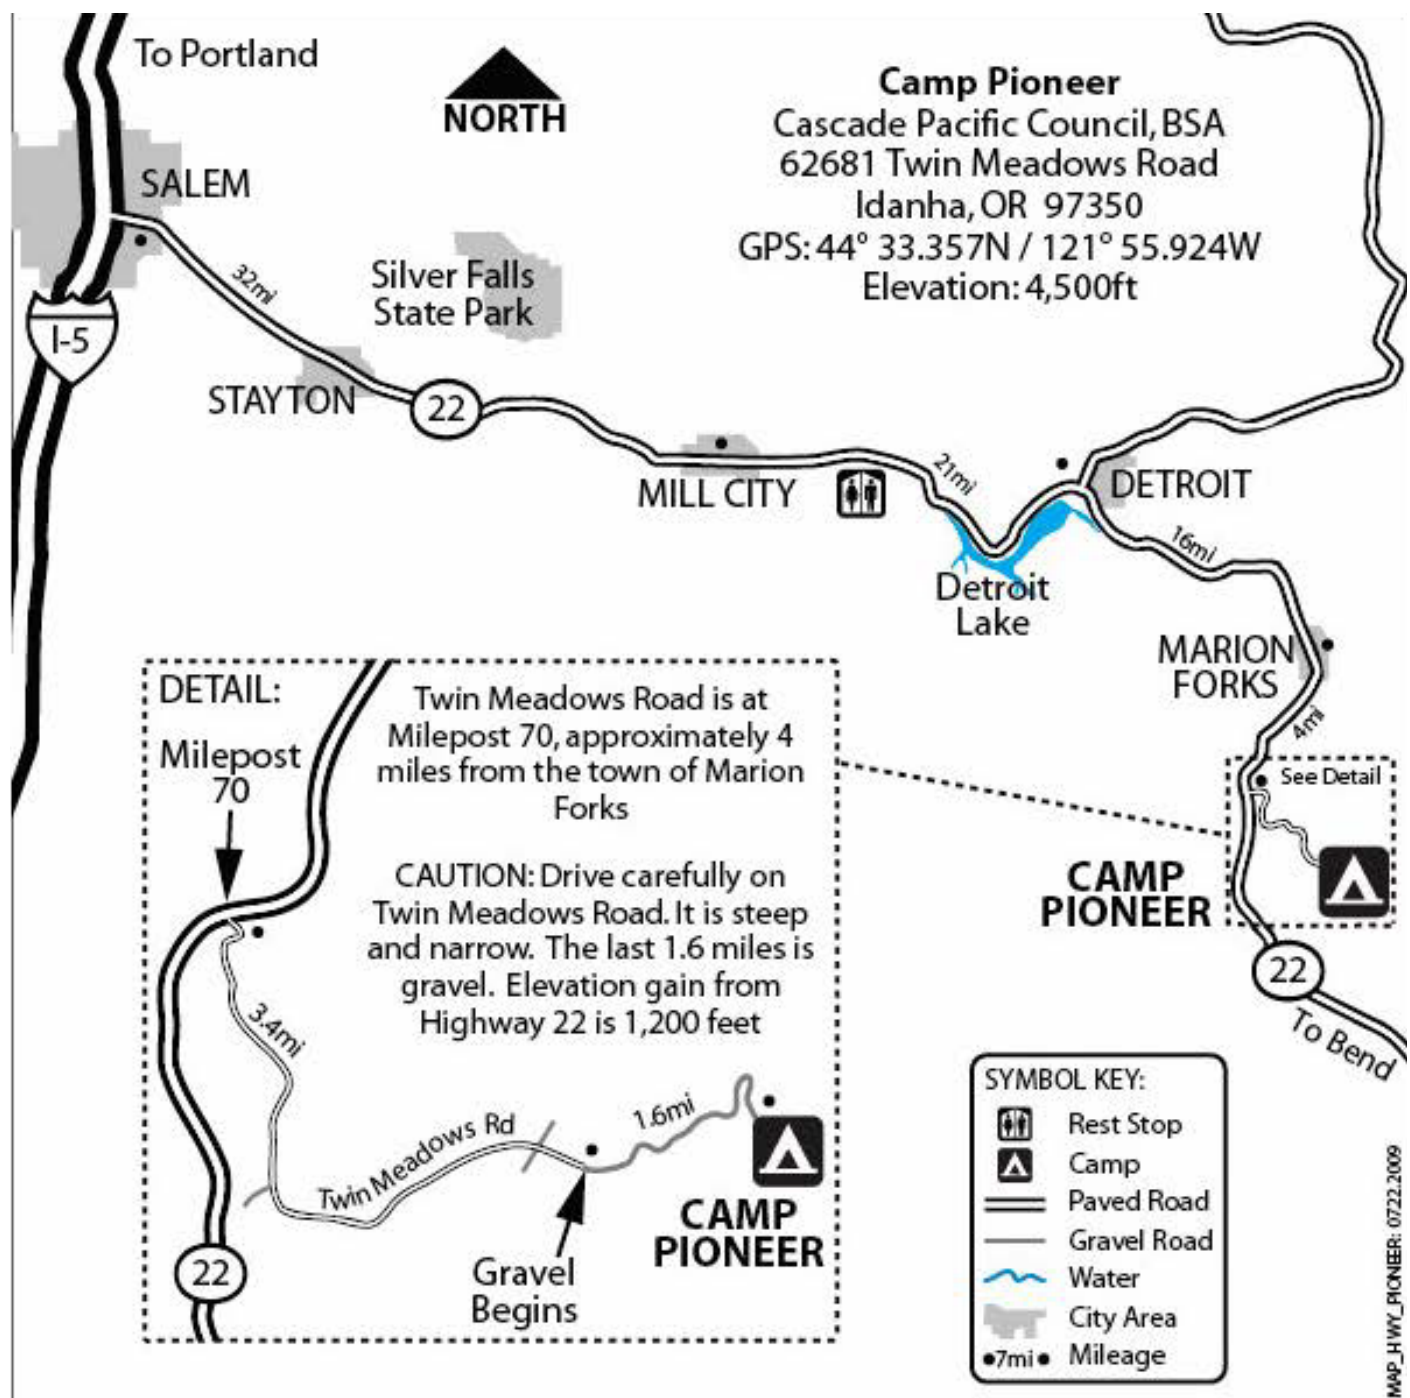 To Portland
NORTH
Camp Pioneer
Cascade Pacific Council, BSA
62681 Twin Meadows Road
Idanha, OR 97350
GPS: 44° 33.357N / 121° 55.924W
Elevation: 4,500ft
SALEM
32mi
Silver Falls
State Park
I-5
STAYTON
22
MILL CITY
21mi
DETROIT
16mi
Detroit
Lake
MARION
FORKS
4mi
See Detail
CAMP
PIONEER
22
To Bend
DETAIL:
Milepost
70
Twin Meadows Road is at
Milepost 70, approximately 4
miles from the town of Marion
Forks
CAUTION: Drive carefully on
Twin Meadows Road. It is steep
and narrow. The last 1.6 miles is
gravel. Elevation gain from
Highway 22 is 1,200 feet
3.4mi
Twin Meadows Rd
1.6mi
CAMP
PIONEER
Gravel
Begins
22
SYMBOL KEY:
Rest Stop
Camp
Paved Road
Gravel Road
Water
City Area
7mi Mileage
MAP_HWY_PIONEER: 0722.2009